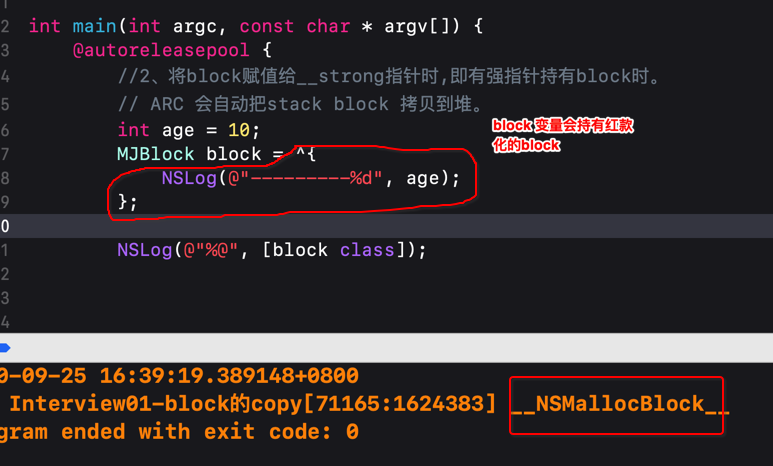 1
2 int main(int argc, const char * argv[]) {
3 @autoreleasepool {
4 //2、将block赋值给__strong指针时,即有强指针持有block时。
5 // ARC 会自动把stack block 拷贝到堆。
6 int age = 10;
block 变量会持有红款
化的block
7 MJBlock block = ^{
8 NSLog(@"---------%d", age);
9 };
0
1 NSLog(@"%@", [block class]);
2
3
4
0-09-25 16:39:19.389148+0800
Interview01-block的copy[71165:1624383] __NSMallocBlock__
gram ended with exit code: 0